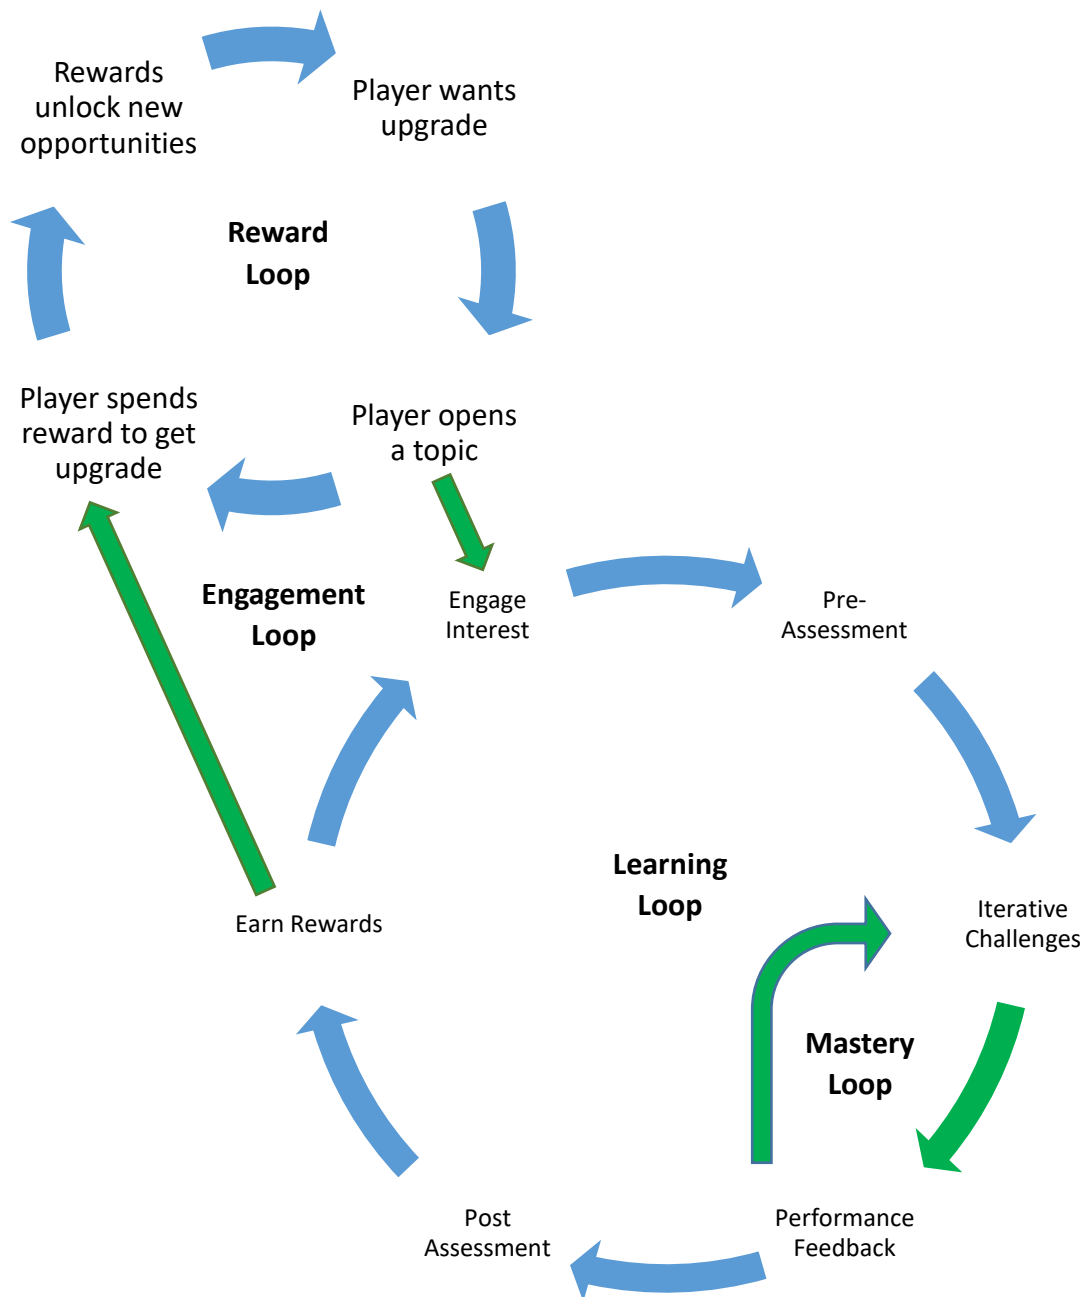 Rewards
unlock new
opportunities
Player wants
upgrade
Reward
Loop
Player spends
reward to get
upgrade
Player opens
a topic
Engagement
Loop
Engage
Interest
Pre-
Assessment
Learning
Loop
Earn Rewards
Iterative
Challenges
Mastery
Loop
Post
Assessment
Performance
Feedback